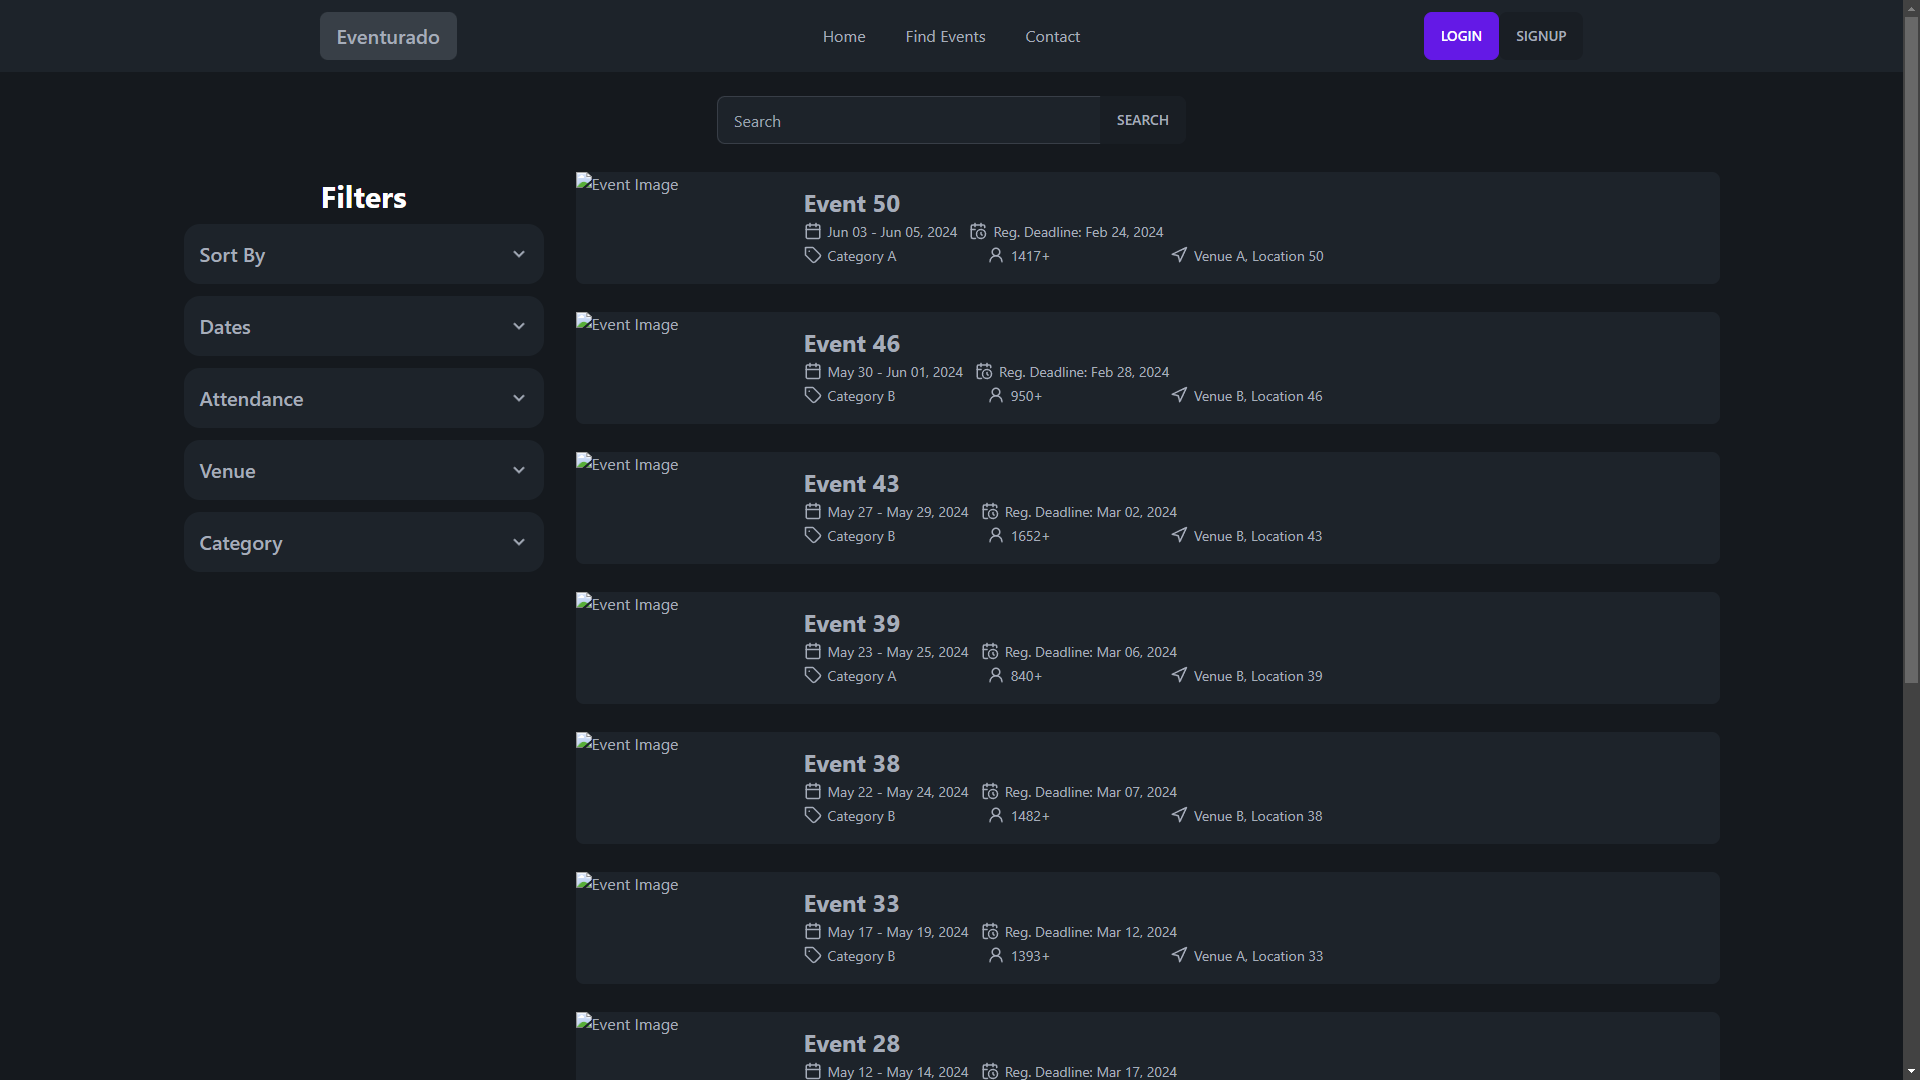 Eventurado
Home Find Events Contact
LOGIN SIGNUP
Search SEARCH
Filters
Sort By
Dates
Attendance
Venue
Category
Event Image
Event 50
Jun 03 - Jun 05, 2024 Reg. Deadline: Feb 24, 2024
Category A 1417+ Venue A, Location 50
Event Image
Event 46
May 30 - Jun 01, 2024 Reg. Deadline: Feb 28, 2024
Category B 950+ Venue B, Location 46
Event Image
Event 43
May 27 - May 29, 2024 Reg. Deadline: Mar 02, 2024
Category B 1652+ Venue B, Location 43
Event Image
Event 39
May 23 - May 25, 2024 Reg. Deadline: Mar 06, 2024
Category A 840+ Venue B, Location 39
Event Image
Event 38
May 22 - May 24, 2024 Reg. Deadline: Mar 07, 2024
Category B 1482+ Venue B, Location 38
Event Image
Event 33
May 17 - May 19, 2024 Reg. Deadline: Mar 12, 2024
Category B 1393+ Venue A, Location 33
Event Image
Event 28
May 12 - May 14, 2024 Reg. Deadline: Mar 17, 2024